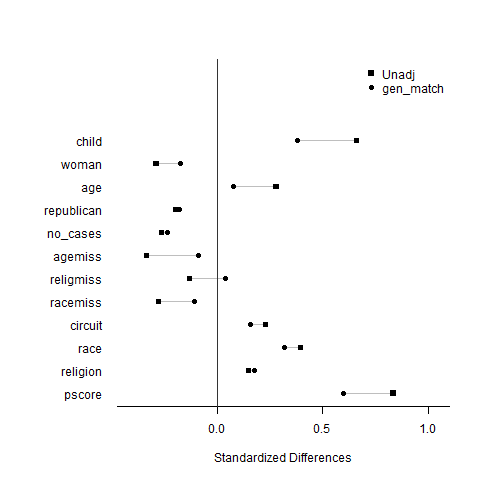 Unadj
gen_match
child
woman
age
republican
no_cases
agemiss
religmiss
racemiss
circuit
race
religion
pscore
0.0 0.5 1.0
Standardized Differences